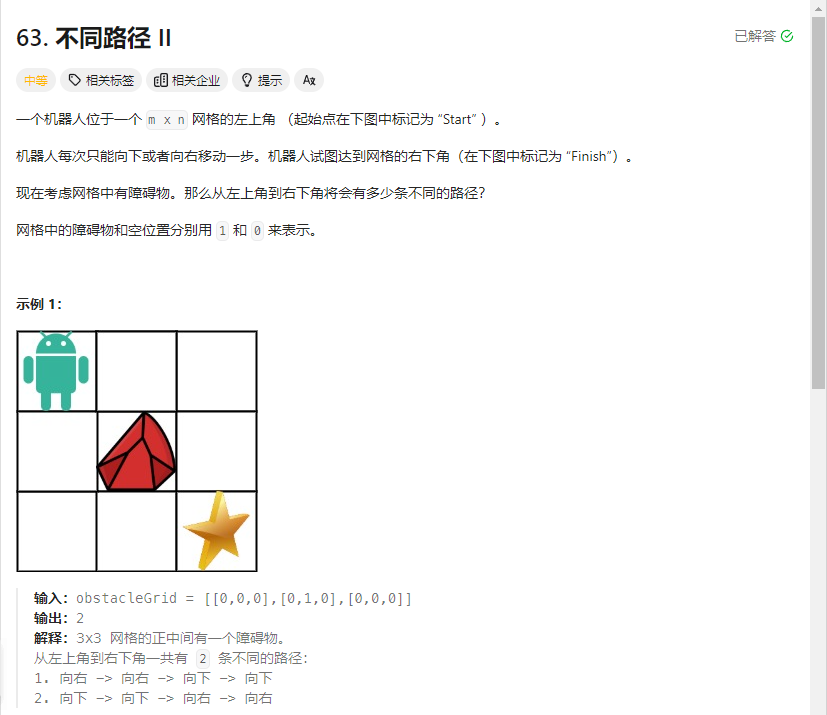 63. 不同路径 II
已解答
中等 相关标签 相关企业 提示 Ax
一个机器人位于一个 m x n 网格的左上角 （起始点在下图中标记为 “Start” ）。
机器人每次只能向下或者向右移动一步。机器人试图达到网格的右下角（在下图中标记为 “Finish”）。
现在考虑网格中有障碍物。那么从左上角到右下角将会有多少条不同的路径？
网格中的障碍物和空位置分别用 1 和 0 来表示。
示例 1：
输入：obstacleGrid = [[0,0,0],[0,1,0],[0,0,0]]
输出：2
解释：3x3 网格的正中间有一个障碍物。
从左上角到右下角一共有 2 条不同的路径：
1. 向右 -> 向右 -> 向下 -> 向下
2. 向下 -> 向下 -> 向右 -> 向右